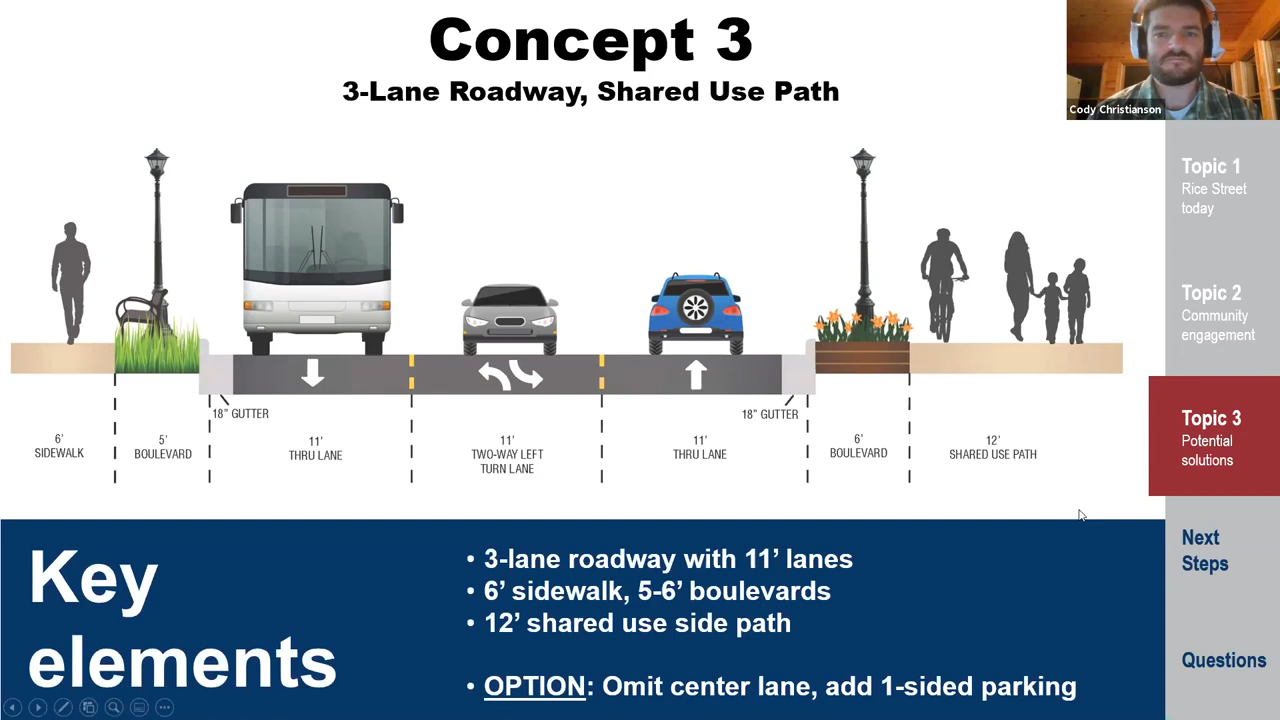 Concept 3
3-Lane Roadway, Shared Use Path
Cody Christianson
18” GUTTER
18” GUTTER
6’
SIDEWALK
5’
BOULEVARD
11’
THRU LANE
11’
TWO-WAY LEFT
TURN LANE
11’
THRU LANE
6’
BOULEVARD
12’
SHARED USE PATH
Key
elements
• 3-lane roadway with 11’ lanes
• 6’ sidewalk, 5-6’ boulevards
• 12’ shared use side path
• OPTION: Omit center lane, add 1-sided parking
Topic 1
Rice Street
today
Topic 2
Community
engagement
Topic 3
Potential
solutions
Next
Steps
Questions